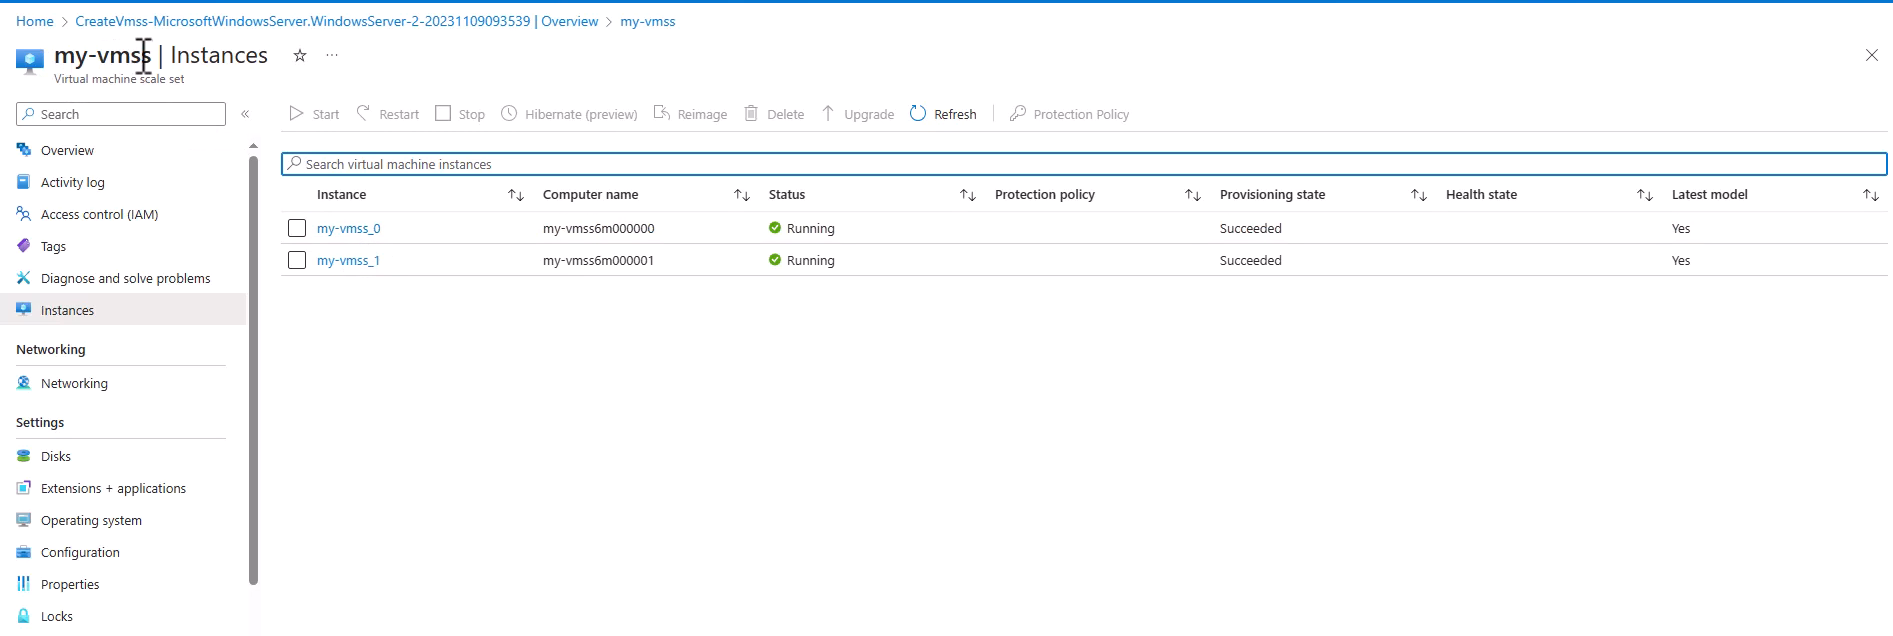 Home > CreateVmss-MicrosoftWindowsServer.WindowsServer-2-20231109093539 | Overview > my-vmss
my-vmss | Instances
Virtual machine scale set
Search
Start Restart Stop Hibernate (preview) Reimage Delete Upgrade Refresh Protection Policy
Overview
Activity log
Access control (IAM)
Tags
Diagnose and solve problems
Instances
Networking
Networking
Settings
Disks
Extensions + applications
Operating system
Configuration
Properties
Locks
Search virtual machine instances
Instance Computer name Status Protection policy Provisioning state Health state Latest model
my-vmss_0 my-vmss6m000000 Running Succeeded Yes
my-vmss_1 my-vmss6m000001 Running Succeeded Yes